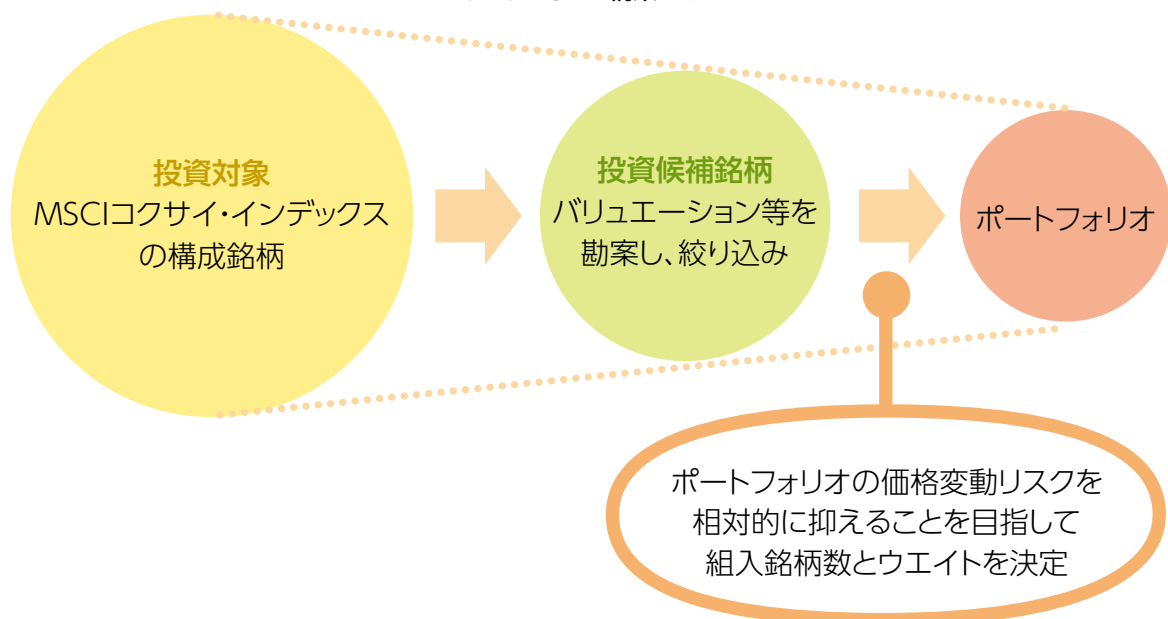 投資対象
MSCIコクサイ・インデックス
の構成銘柄
投資候補銘柄
バリュエーション等を
勘案し、絞り込み
ポートフォリオ
ポートフォリオの価格変動リスクを
相対的に抑えることを目指して
組入銘柄数とウエイトを決定